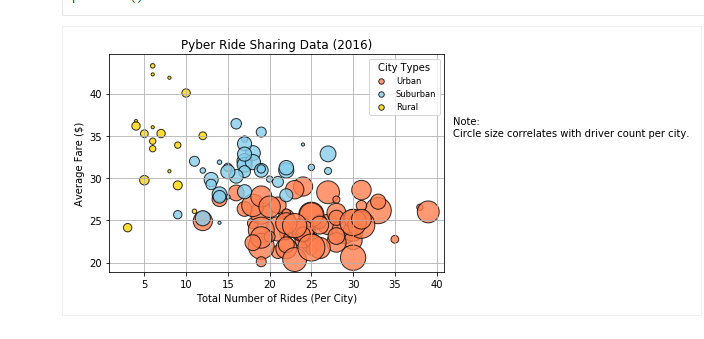 Pyber Ride Sharing Data (2016)
City Types
Urban
Suburban
Rural
40
35
30
25
20
Average Fare ($)
5 10 15 20 25 30 35 40
Total Number of Rides (Per City)
Note:
Circle size correlates with driver count per city.